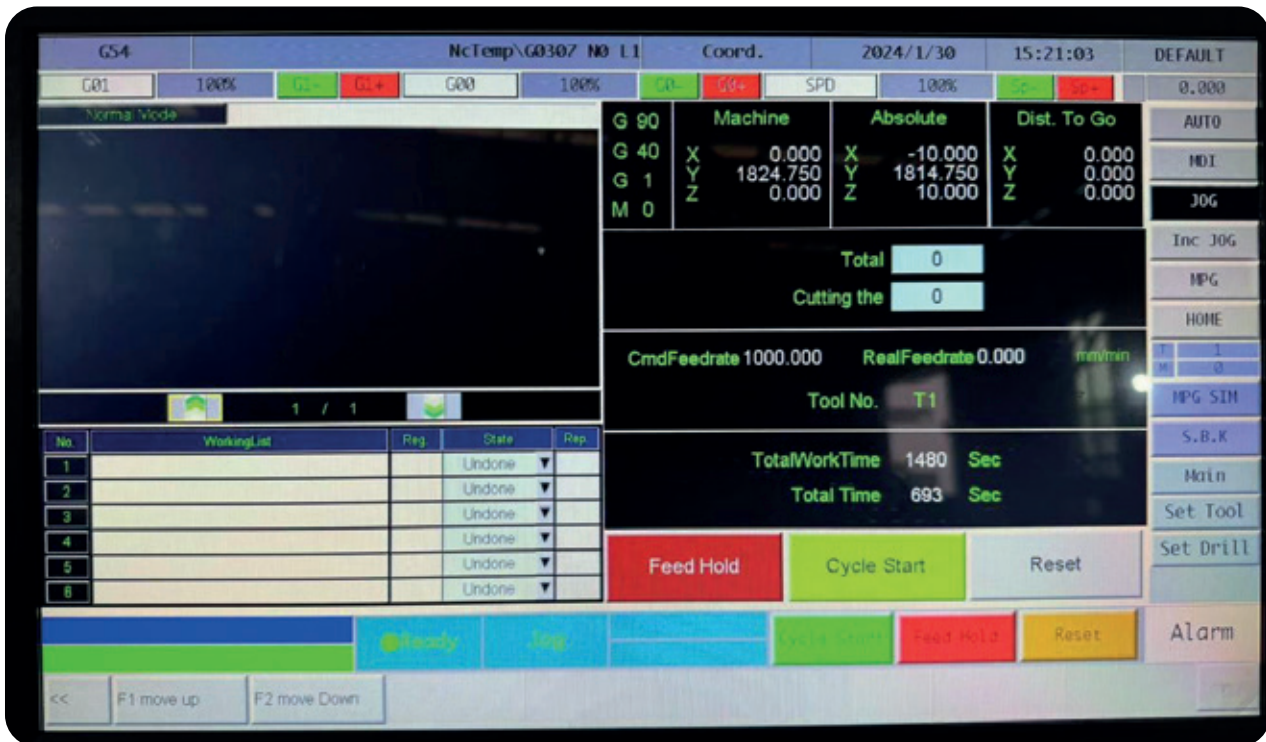 G54 NcTemp\G0307 N0 L1 Coord. 2024/1/30 15:21:03 DEFAULT
G01 100% G1- G1+ G00 100% G0- G0+ SPD 100% Sp- Sp+ 0.000
Normal Mode
G 90
G 40
G 1
M 0
Machine
X 0.000
Y 1824.750
Z 0.000
Absolute
X -10.000
Y 1814.750
Z 10.000
Dist. To Go
X 0.000
Y 0.000
Z 0.000
Total 0
Cutting the 0
CmdFeedrate 1000.000 RealFeedrate 0.000 mm/min
Tool No. T1
TotalWorkTime 1480 Sec
Total Time 693 Sec
1 / 1
No. WorkingList Reg. State Rep.
1 Undone
2 Undone
3 Undone
4 Undone
5 Undone
6 Undone
Feed Hold Cycle Start Reset
AUTO
MDI
JOG
Inc JOG
MPG
HOME
T 1
M 0
MPG SIM
S.B.K
Main
Set Tool
Set Drill
Ready Jog Cycle Start Feed Hold Reset Alarm
<< F1 move up F2 move Down